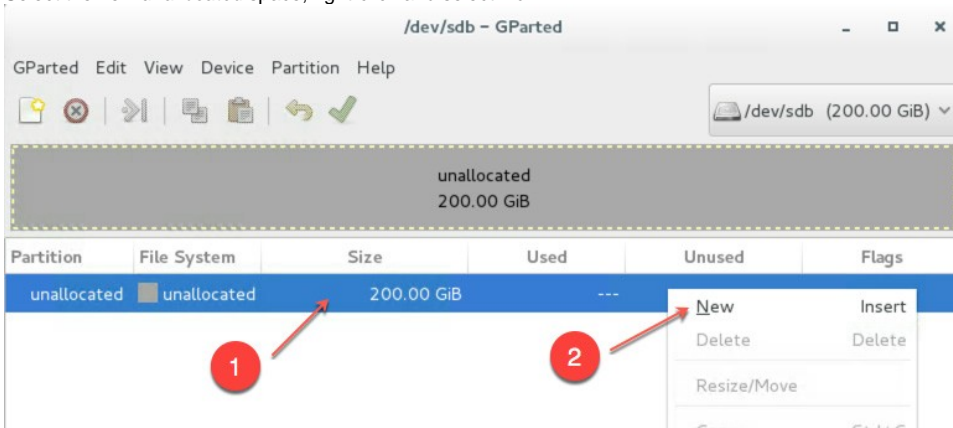 /dev/sdb – GParted
GParted Edit View Device Partition Help
/dev/sdb (200.00 GiB)
unallocated
200.00 GiB
Partition File System Size Used Unused Flags
unallocated unallocated 200.00 GiB ---
New Insert
1
2
Delete Delete
Resize/Move